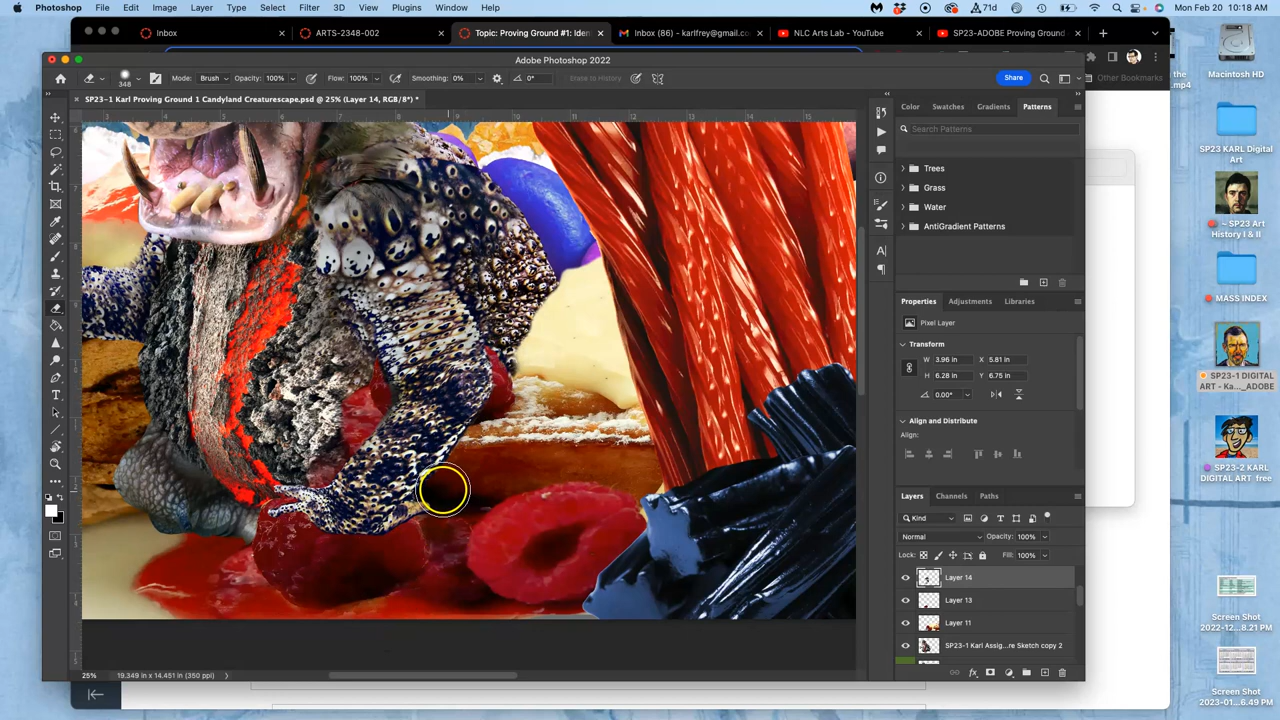 Photoshop File Edit Image Layer Type Select Filter 3D View Plugins Window Help 71d Mon Feb 20 10:18 AM
Inbox × ARTS-2348-002 × Topic: Proving Ground #1: Iden × Inbox (86) - karlfrey@gmail.co × NLC Arts Lab - YouTube × SP23-ADOBE Proving Ground ×
Adobe Photoshop 2022
348 Mode: Brush Opacity: 100% Flow: 100% Smoothing: 0% 0° Erase to History Share
Other Bookmarks
SP23-1 Karl Proving Ground 1 Candyland Creaturescape.psd @ 25% (Layer 14, RGB/8*) *
Color Swatches Gradients Patterns
Search Patterns
Trees
Grass
Water
AntiGradient Patterns
Properties Adjustments Libraries
Pixel Layer
Transform
W 3.96 in X 5.81 in
H 6.28 in Y 6.75 in
0.00°
Align and Distribute
Align:
Layers Channels Paths
Kind
Normal Opacity: 100%
Lock: Fill: 100%
Layer 14
Layer 13
Layer 11
SP23-1 Karl Assig...re Sketch copy 2
25% 19.349 in x 14.451 in (350 ppi)
Macintosh HD
SP23 KARL Digital
Art
~ SP23 Art
History I & II
MASS INDEX
SP23-1 DIGITAL
ART - Ka..._ADOBE
SP23-2 KARL
DIGITAL ART free
Screen Shot
2022-12...8.21 PM
Screen Shot
2023-01...6.49 PM